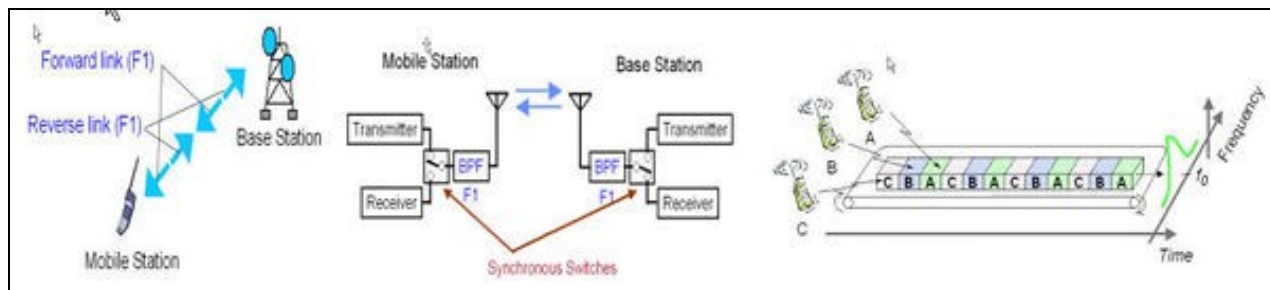 Forward link (F1)
Reverse link (F1)
Base Station
Mobile Station
Mobile Station
Base Station
Transmitter
Transmitter
BPF
BPF
F1
F1
Receiver
Receiver
Synchronous Switches
A
B
C
C B A C B A C B A C B A
Frequency
f0
Time